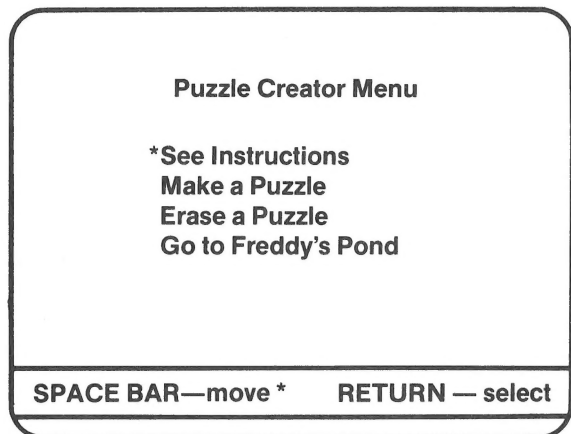 Puzzle Creator Menu
*See Instructions
Make a Puzzle
Erase a Puzzle
Go to Freddy's Pond
SPACE BAR—move * RETURN — select